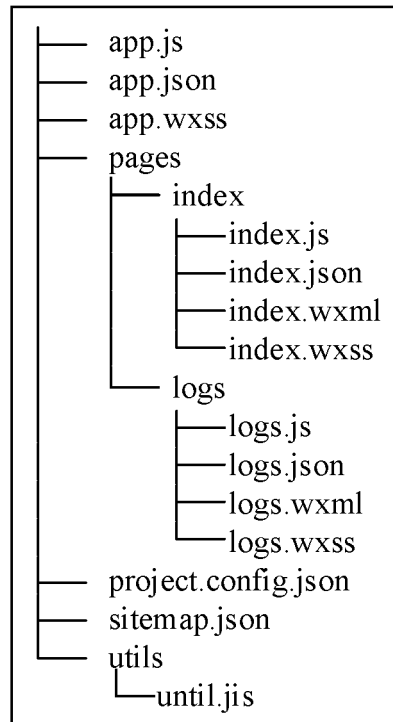 app.js
app.json
app.wxss
pages
index
index.js
index.json
index.wxml
index.wxss
logs
logs.js
logs.json
logs.wxml
logs.wxss
project.config.json
sitemap.json
utils
until.jis